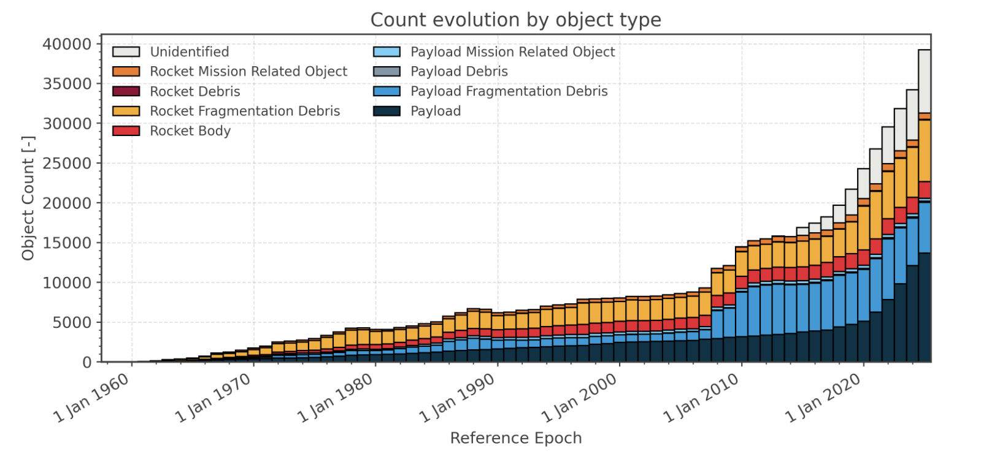 Count evolution by object type
40000
35000
30000
25000
20000
15000
10000
5000
0
Object Count [-]
Unidentified
Rocket Mission Related Object
Rocket Debris
Rocket Fragmentation Debris
Rocket Body
Payload Mission Related Object
Payload Debris
Payload Fragmentation Debris
Payload
1 Jan 1960
1 Jan 1970
1 Jan 1980
1 Jan 1990
1 Jan 2000
1 Jan 2010
1 Jan 2020
Reference Epoch